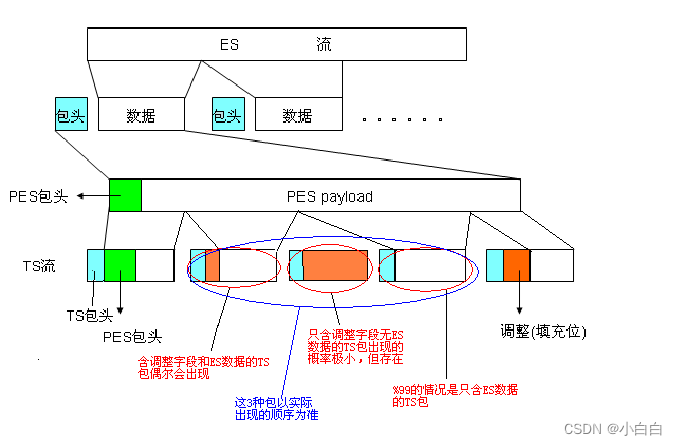 ES 流
包头 数据 包头 数据 。。。。。。
PES包头 PES payload
TS流
TS包头
PES包头
调整(填充位)
含调整字段和ES数据的TS
包偶尔会出现
只含调整字段无ES
数据的TS包出现的
概率极小，但存在
%99的情况是只含ES数据
的TS包
这3种包以实际
出现的顺序为准
CSDN @小白白